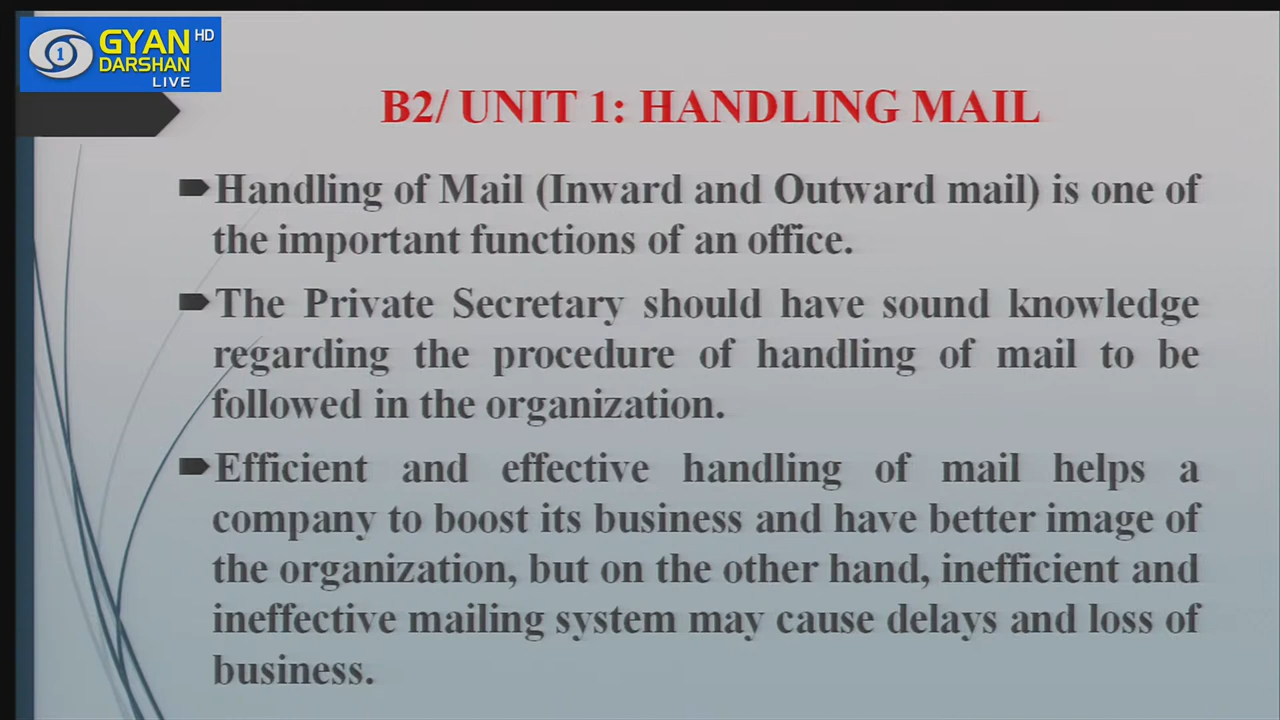 GYAN HD
DARSHAN
1
LIVE
B2/ UNIT 1: HANDLING MAIL
Handling of Mail (Inward and Outward mail) is one of
the important functions of an office.
The Private Secretary should have sound knowledge
regarding the procedure of handling of mail to be
followed in the organization.
Efficient and effective handling of mail helps a
company to boost its business and have better image of
the organization, but on the other hand, inefficient and
ineffective mailing system may cause delays and loss of
business.